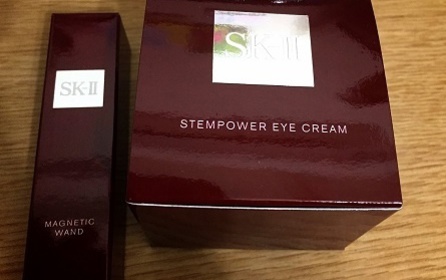 SK-II
MAGNETIC
WAND
SK-II
STEMPOWER EYE CREAM